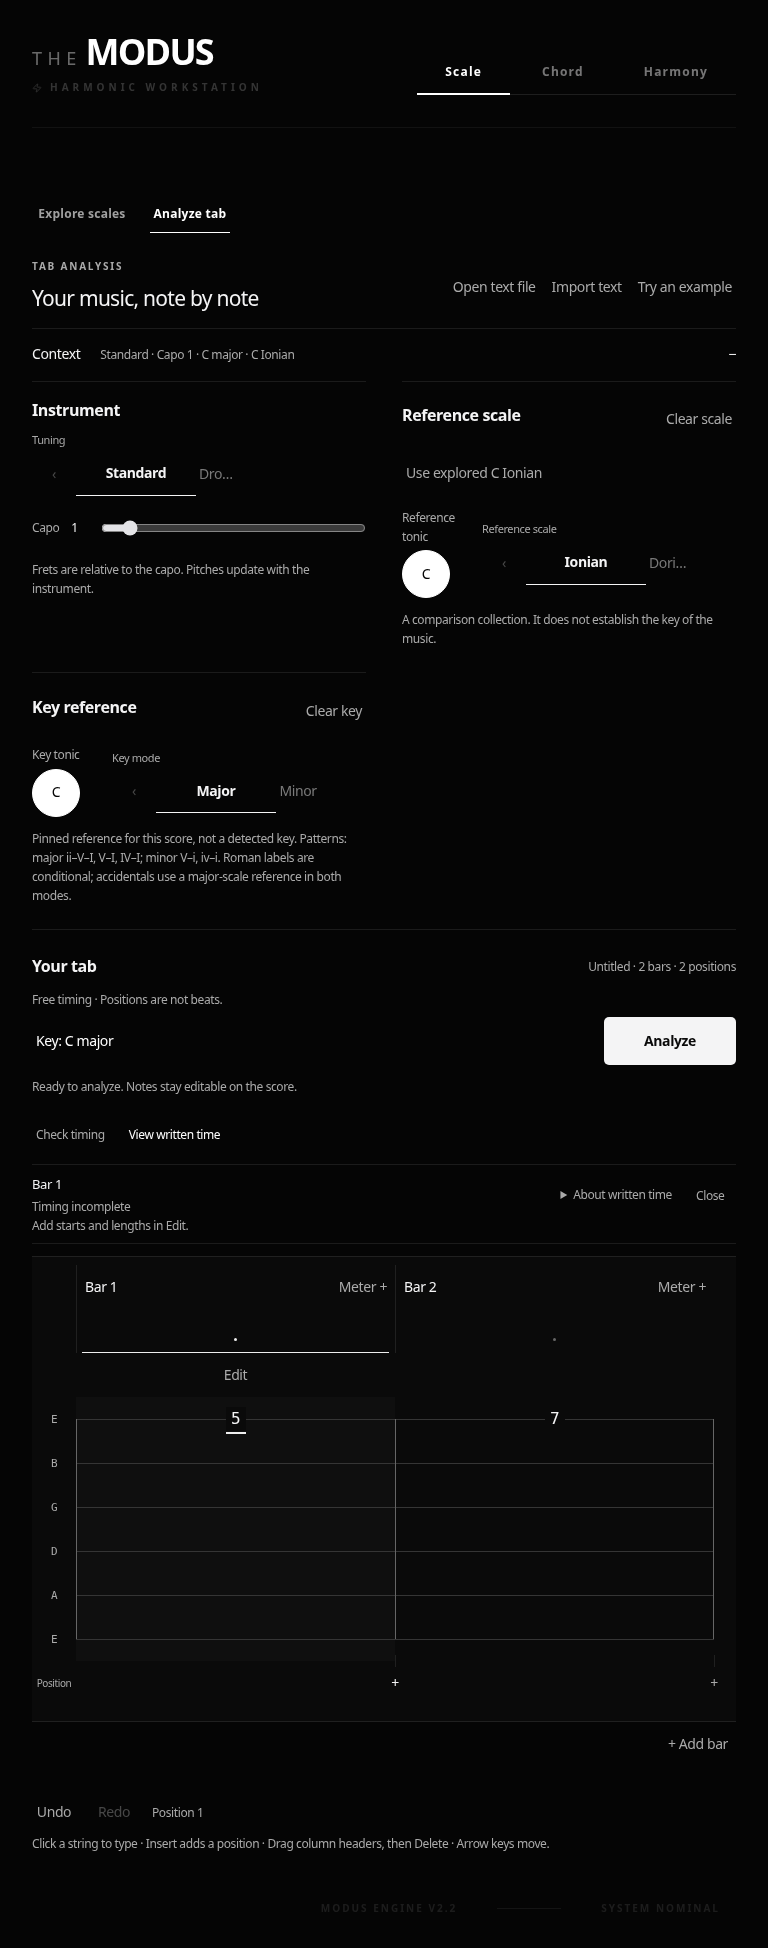 THE MODUS
HARMONIC WORKSTATION
Scale Chord Harmony
Explore scales Analyze tab
TAB ANALYSIS
Your music, note by note
Open text file Import text Try an example
Context Standard · Capo 1 · C major · C Ionian –
Instrument
Tuning
‹ Standard Dro...
Capo 1
Frets are relative to the capo. Pitches update with the
instrument.
Reference scale Clear scale
Use explored C Ionian
Reference
tonic
Reference scale
C ‹ Ionian Dori...
A comparison collection. It does not establish the key of the
music.
Key reference Clear key
Key tonic Key mode
C ‹ Major Minor
Pinned reference for this score, not a detected key. Patterns:
major ii–V–I, V–I, IV–I; minor V–i, iv–i. Roman labels are
conditional; accidentals use a major-scale reference in both
modes.
Your tab Untitled · 2 bars · 2 positions
Free timing · Positions are not beats.
Key: C major Analyze
Ready to analyze. Notes stay editable on the score.
Check timing View written time
Bar 1
Timing incomplete
Add starts and lengths in Edit.
▶ About written time Close
Bar 1 Meter + Bar 2 Meter +
Edit
E 5 7
B
G
D
A
E
Position + +
+ Add bar
Undo Redo Position 1
Click a string to type · Insert adds a position · Drag column headers, then Delete · Arrow keys move.
MODUS ENGINE V2.2 SYSTEM NOMINAL